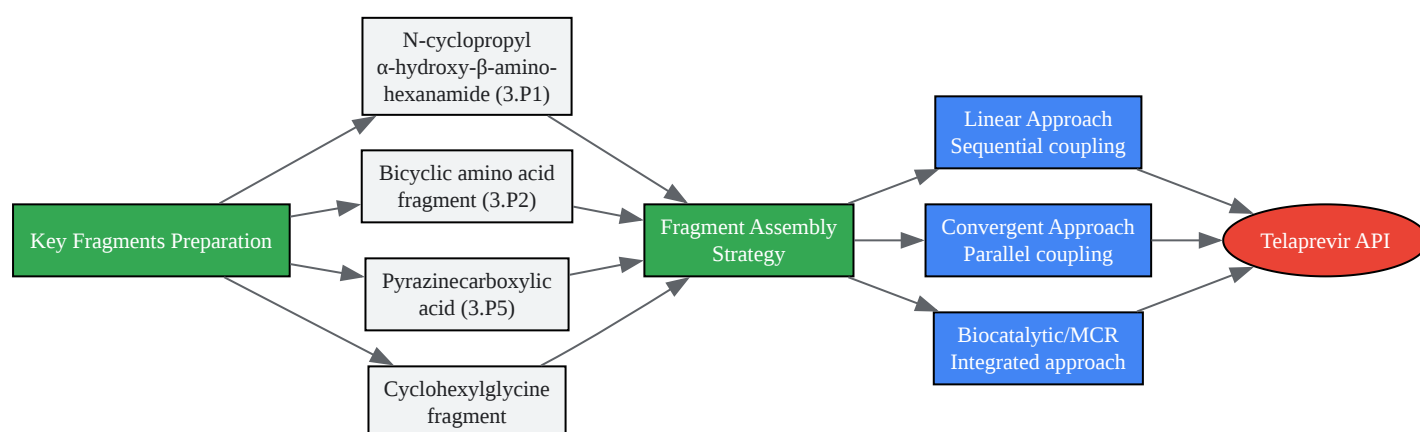 Key Fragments Preparation
N-cyclopropyl
α-hydroxy-β-amino-
hexanamide (3.P1)
Bicyclic amino acid
fragment (3.P2)
Pyrazinecarboxylic
acid (3.P5)
Cyclohexylglycine
fragment
Fragment Assembly
Strategy
Linear Approach
Sequential coupling
Convergent Approach
Parallel coupling
Biocatalytic/MCR
Integrated approach
Telaprevir API